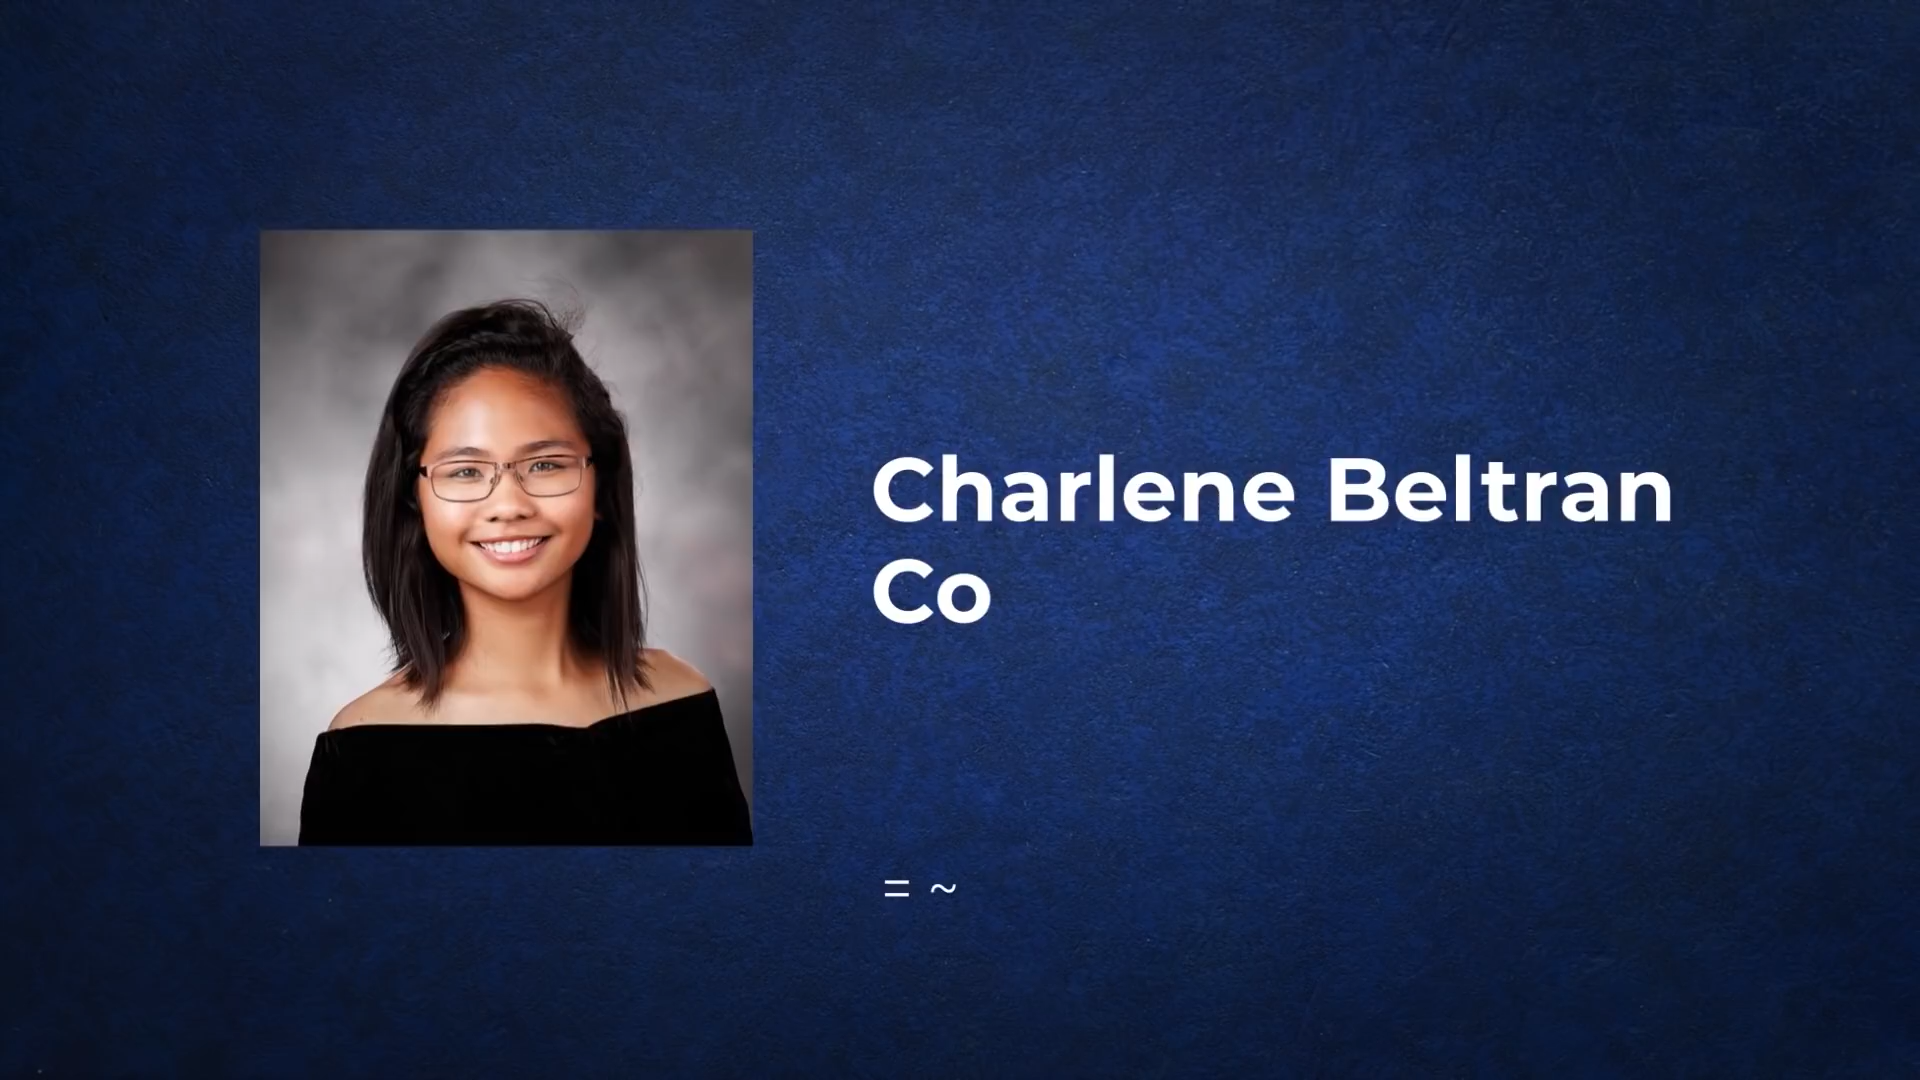 Charlene Beltran
Co
= ~